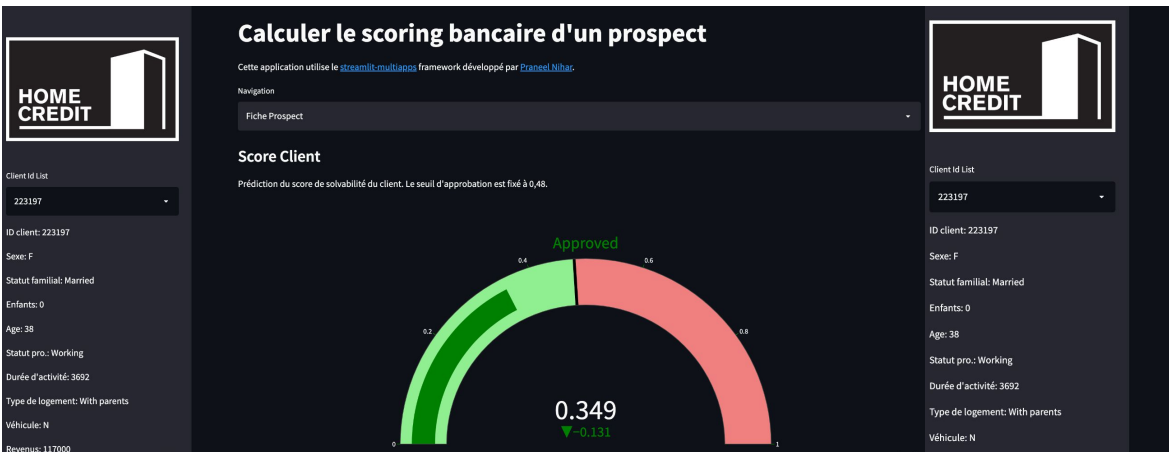 HOME
CREDIT
Client Id List
223197
ID client: 223197
Sexe: F
Statut familial: Married
Enfants: 0
Age: 38
Statut pro.: Working
Durée d'activité: 3692
Type de logement: With parents
Véhicule: N
Revenus: 117000
Calculer le scoring bancaire d'un prospect
Cette application utilise le streamlit-multiapps framework développé par Praneel Nihar.
Navigation
Fiche Prospect
Score Client
Prédiction du score de solvabilité du client. Le seuil d'approbation est fixé à 0,48.
Approved
0.4
0.6
0.2
0.8
0.349
▼−0.131
0
1
HOME
CREDIT
Client Id List
223197
ID client: 223197
Sexe: F
Statut familial: Married
Enfants: 0
Age: 38
Statut pro.: Working
Durée d'activité: 3692
Type de logement: With parents
Véhicule: N